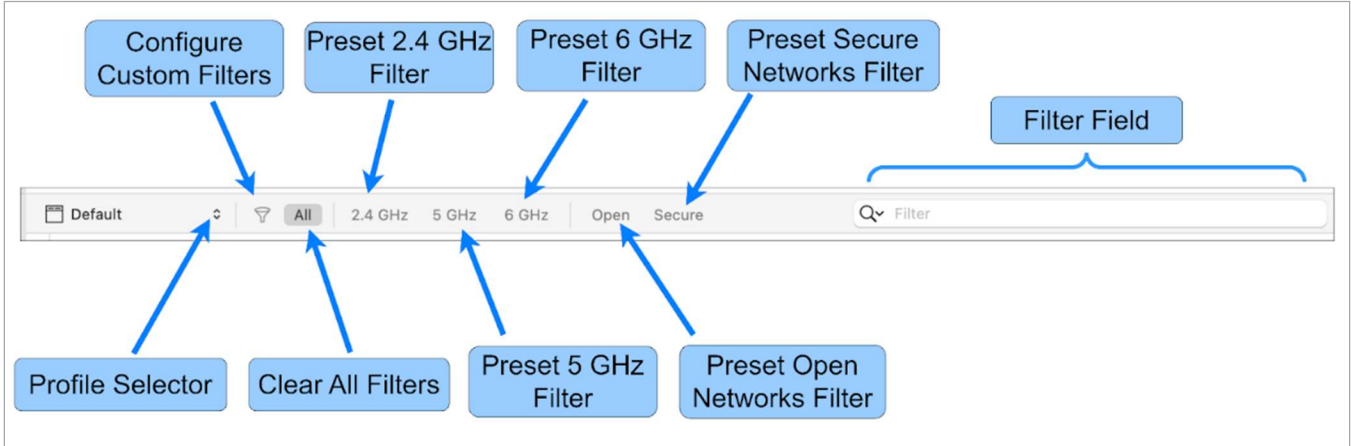 Configure
Custom Filters
Preset 2.4 GHz
Filter
Preset 6 GHz
Filter
Preset Secure
Networks Filter
Filter Field
Default All 2.4 GHz 5 GHz 6 GHz Open Secure Filter
Profile Selector
Clear All Filters
Preset 5 GHz
Filter
Preset Open
Networks Filter